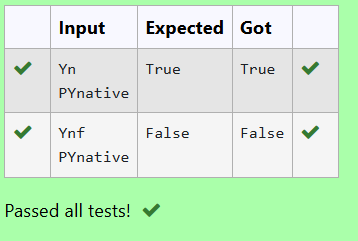 Input Expected Got
Yn True True
PYnative
Ynf False False
PYnative
Passed all tests!